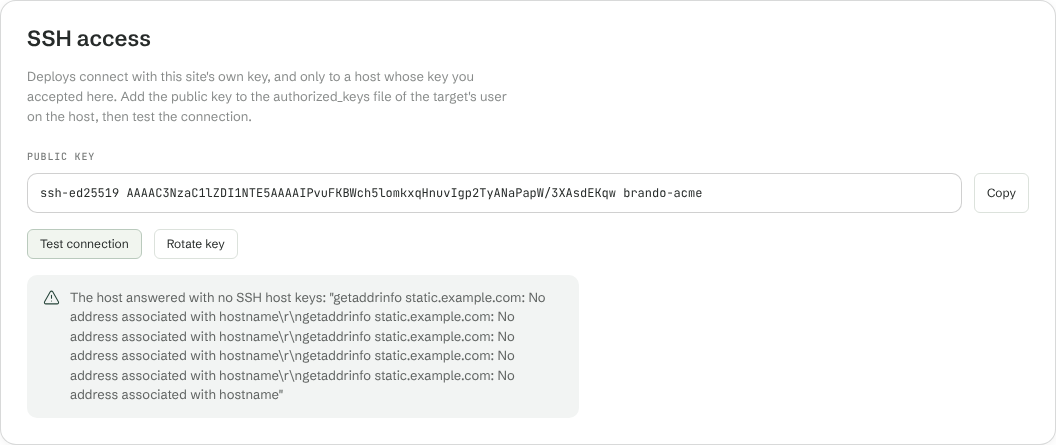 SSH access
Deploys connect with this site's own key, and only to a host whose key you
accepted here. Add the public key to the authorized_keys file of the target's user
on the host, then test the connection.
PUBLIC KEY
ssh-ed25519 AAAAC3NzaC1lZDI1NTE5AAAAIPvuFKBWch5lomkxqHnuvIgp2TyANaPapW/3XAsdEKqw brando-acme
Copy
Test connection
Rotate key
The host answered with no SSH host keys: "getaddrinfo static.example.com: No
address associated with hostname\r\ngetaddrinfo static.example.com: No
address associated with hostname\r\ngetaddrinfo static.example.com: No
address associated with hostname\r\ngetaddrinfo static.example.com: No
address associated with hostname\r\ngetaddrinfo static.example.com: No
address associated with hostname"